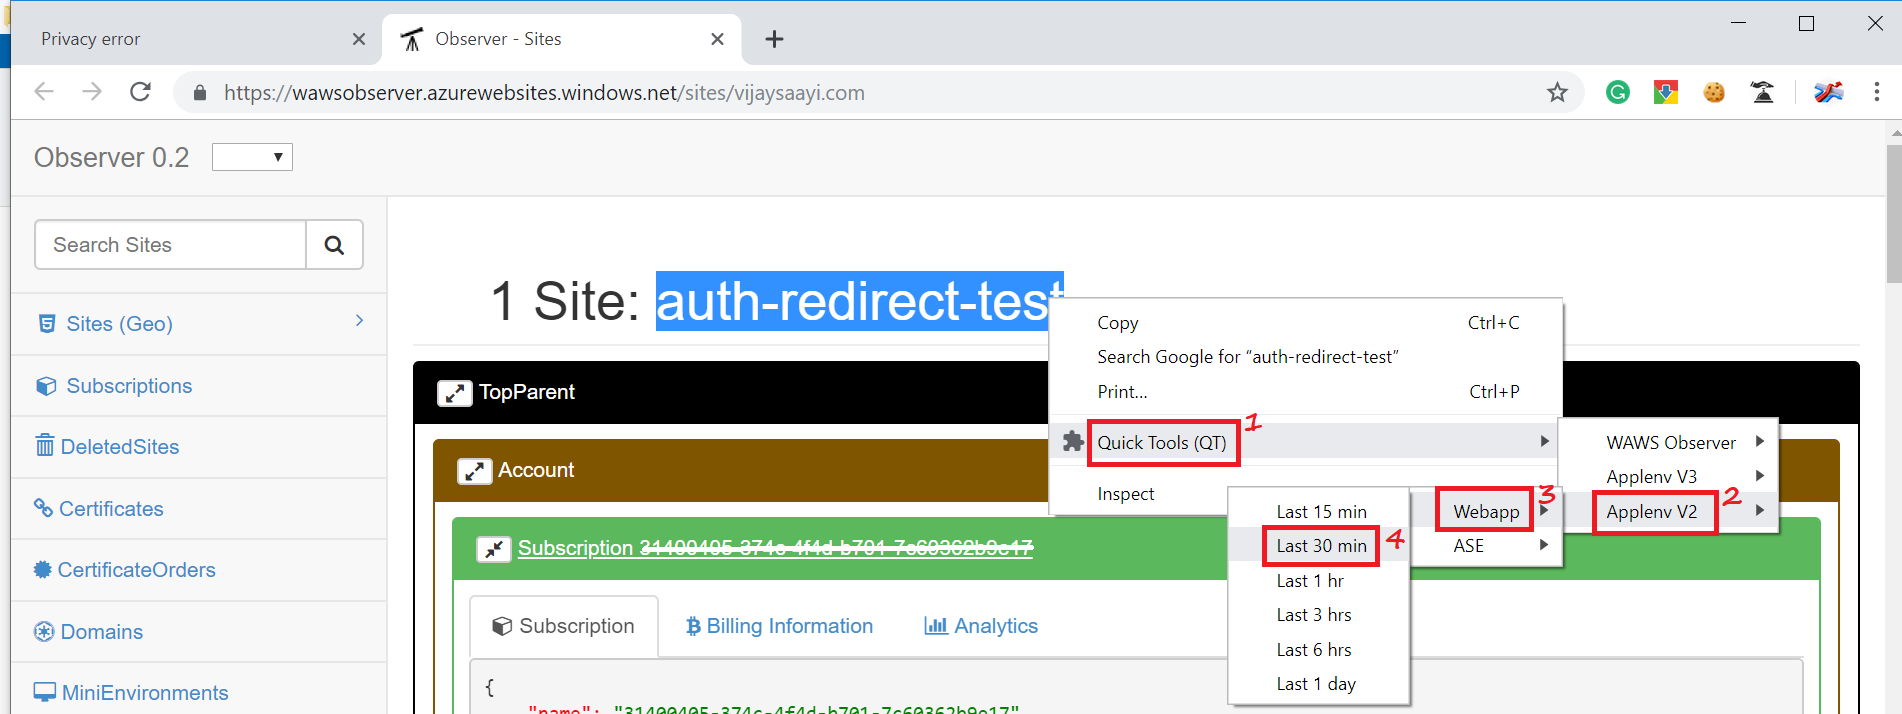 Privacy error
Observer - Sites
https://wawsobserver.azurewebsites.windows.net/sites/vijaysaayi.com
Observer 0.2
Search Sites
Sites (Geo)
Subscriptions
DeletedSites
Certificates
CertificateOrders
Domains
MiniEnvironments
1 Site: auth-redirect-test
TopParent
Account
Subscription 31400405-374c-4f4d-b701-7c60362b9e17
Subscription
Billing Information
Analytics
{
"name": "31400405-374c-4f4d-b701-7c60362b9e17"
Copy Ctrl+C
Search Google for “auth-redirect-test”
Print... Ctrl+P
Quick Tools (QT) 1
Inspect
WAWS Observer
Applenv V3
Applenv V2 2
Webapp 3
ASE
Last 15 min
Last 30 min 4
Last 1 hr
Last 3 hrs
Last 6 hrs
Last 1 day